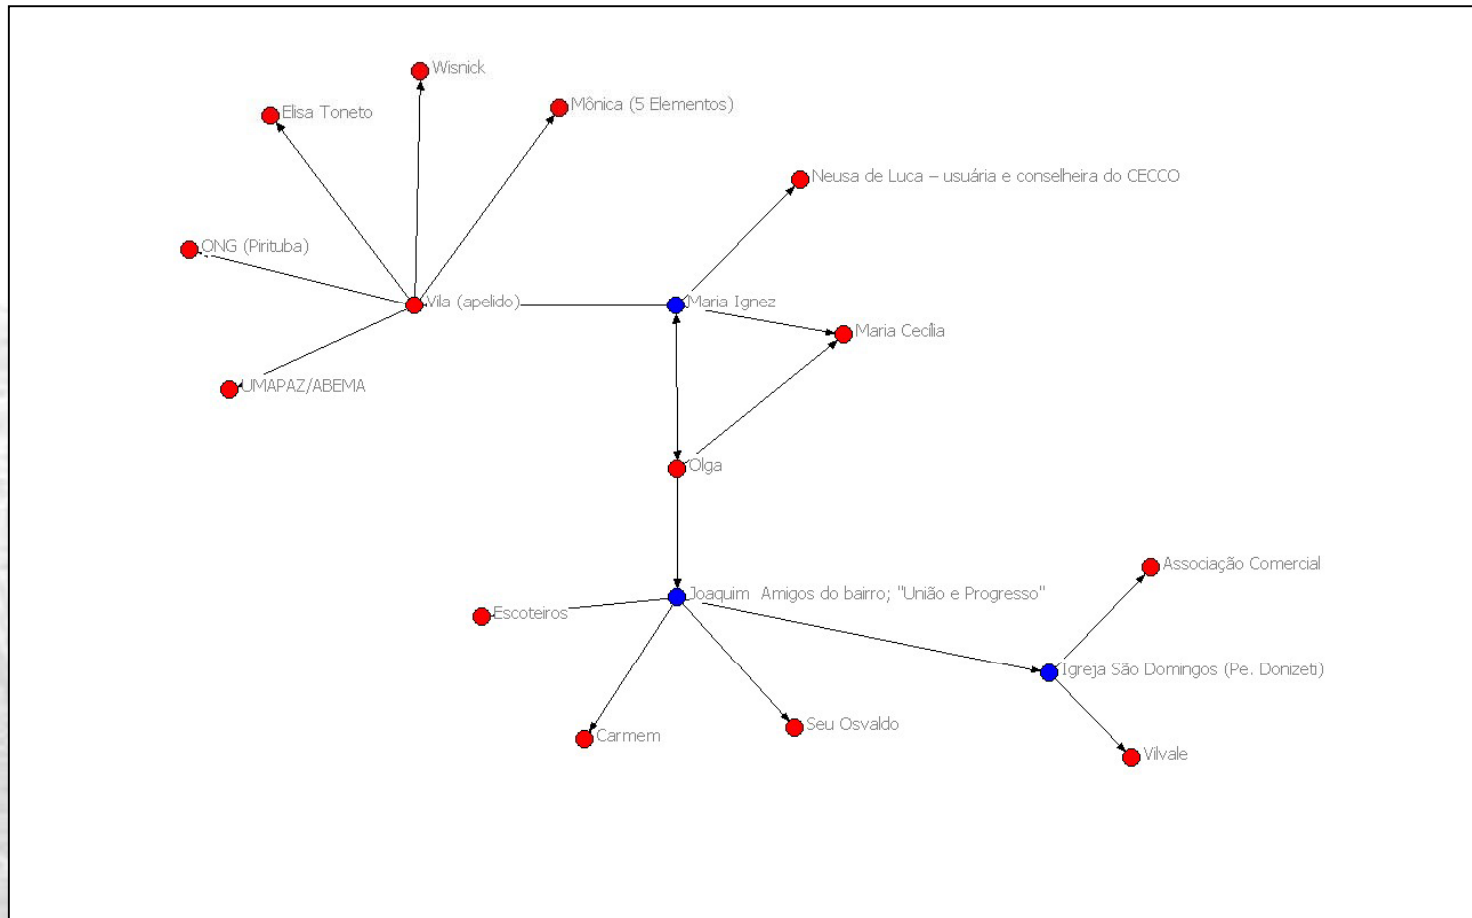 Wisnick
Mônica (5 Elementos)
Elisa Toneto
Neusa de Luca – usuária e conselheira do CECCO
ONG (Pirituba)
Vila (apelido)
Maria Ignez
Maria Cecília
UMAPAZ/ABEMA
Olga
Associação Comercial
Joaquim  Amigos do bairro; "União e Progresso"
Escoteiros
Igreja São Domingos (Pe. Donizeti)
Seu Osvaldo
Carmem
Vilvale